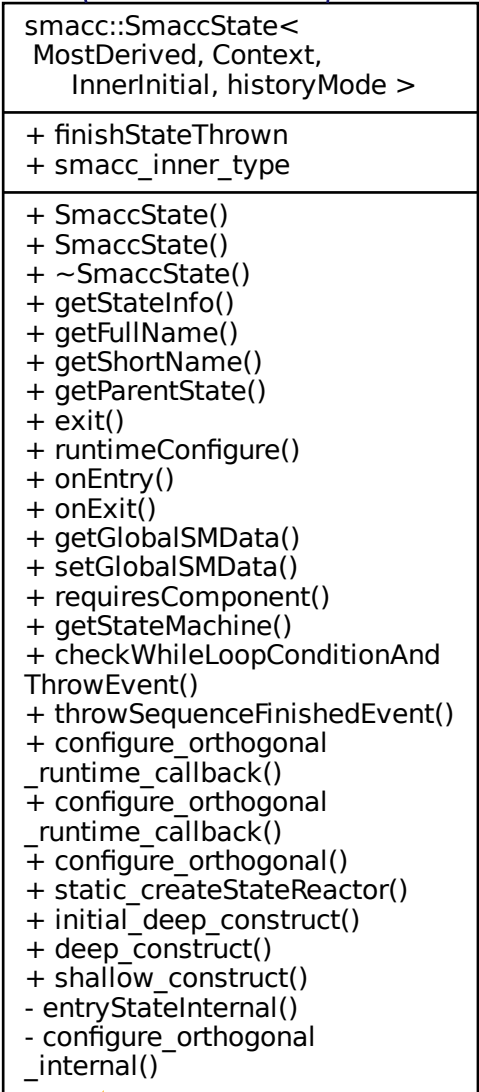 smacc::SmaccState<
MostDerived, Context,
InnerInitial, historyMode >
+ finishStateThrown
+ smacc_inner_type
+ SmaccState()
+ SmaccState()
+ ~SmaccState()
+ getStateInfo()
+ getFullName()
+ getShortName()
+ getParentState()
+ exit()
+ runtimeConfigure()
+ onEntry()
+ onExit()
+ getGlobalSMData()
+ setGlobalSMData()
+ requiresComponent()
+ getStateMachine()
+ checkWhileLoopConditionAnd
ThrowEvent()
+ throwSequenceFinishedEvent()
+ configure_orthogonal
_runtime_callback()
+ configure_orthogonal
_runtime_callback()
+ configure_orthogonal()
+ static_createStateReactor()
+ initial_deep_construct()
+ deep_construct()
+ shallow_construct()
- entryStateInternal()
- configure_orthogonal
_internal()